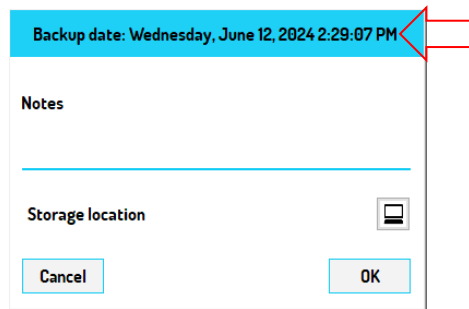 Backup date: Wednesday, June 12, 2024 2:29:07 PM
Notes
Storage location
Cancel
OK